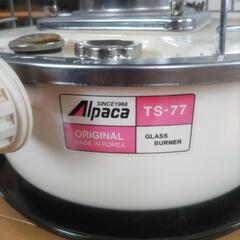 SINCE1968
Alpaca
TS-77
ORIGINAL
MADE IN KOREA
GLASS
BURNER